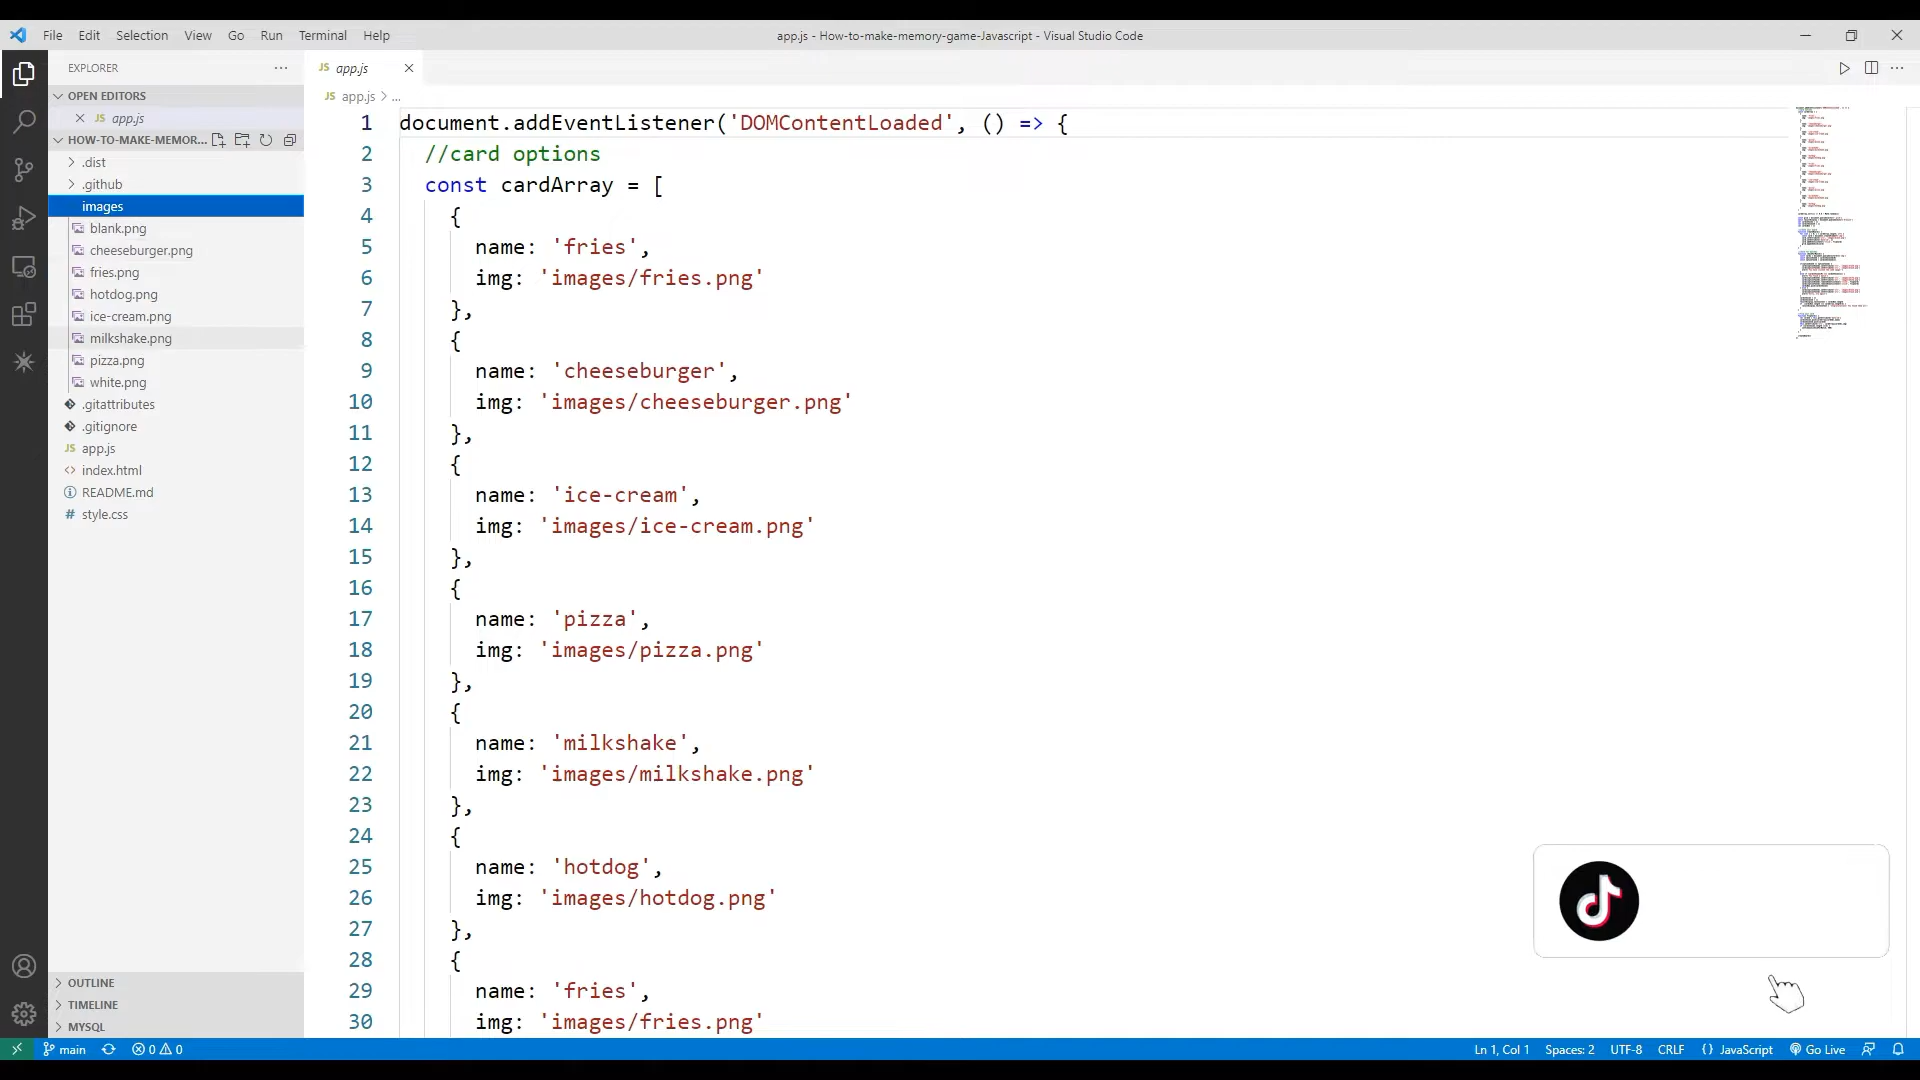 File Edit Selection View Go Run Terminal Help
app.js - How-to-make-memory-game-Javascript - Visual Studio Code
EXPLORER
OPEN EDITORS
JS app.js
HOW-TO-MAKE-MEMOR...
.dist
.github
images
blank.png
cheeseburger.png
fries.png
hotdog.png
ice-cream.png
milkshake.png
pizza.png
white.png
.gitattributes
.gitignore
JS app.js
<> index.html
README.md
# style.css
OUTLINE
TIMELINE
MYSQL
JS app.js
JS app.js > ...
1 document.addEventListener('DOMContentLoaded', () => {
2 //card options
3 const cardArray = [
4 {
5 name: 'fries',
6 img: 'images/fries.png'
7 },
8 {
9 name: 'cheeseburger',
10 img: 'images/cheeseburger.png'
11 },
12 {
13 name: 'ice-cream',
14 img: 'images/ice-cream.png'
15 },
16 {
17 name: 'pizza',
18 img: 'images/pizza.png'
19 },
20 {
21 name: 'milkshake',
22 img: 'images/milkshake.png'
23 },
24 {
25 name: 'hotdog',
26 img: 'images/hotdog.png'
27 },
28 {
29 name: 'fries',
30 img: 'images/fries.png'
main 0 0 Ln 1, Col 1 Spaces: 2 UTF-8 CRLF {} JavaScript Go Live